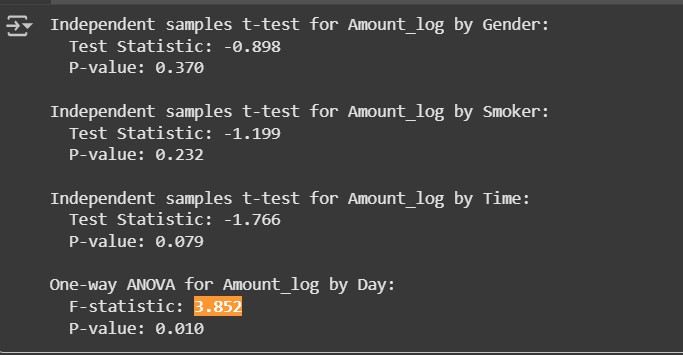 Independent samples t-test for Amount_log by Gender:
Test Statistic: -0.898
P-value: 0.370
Independent samples t-test for Amount_log by Smoker:
Test Statistic: -1.199
P-value: 0.232
Independent samples t-test for Amount_log by Time:
Test Statistic: -1.766
P-value: 0.079
One-way ANOVA for Amount_log by Day:
F-statistic: 3.852
P-value: 0.010